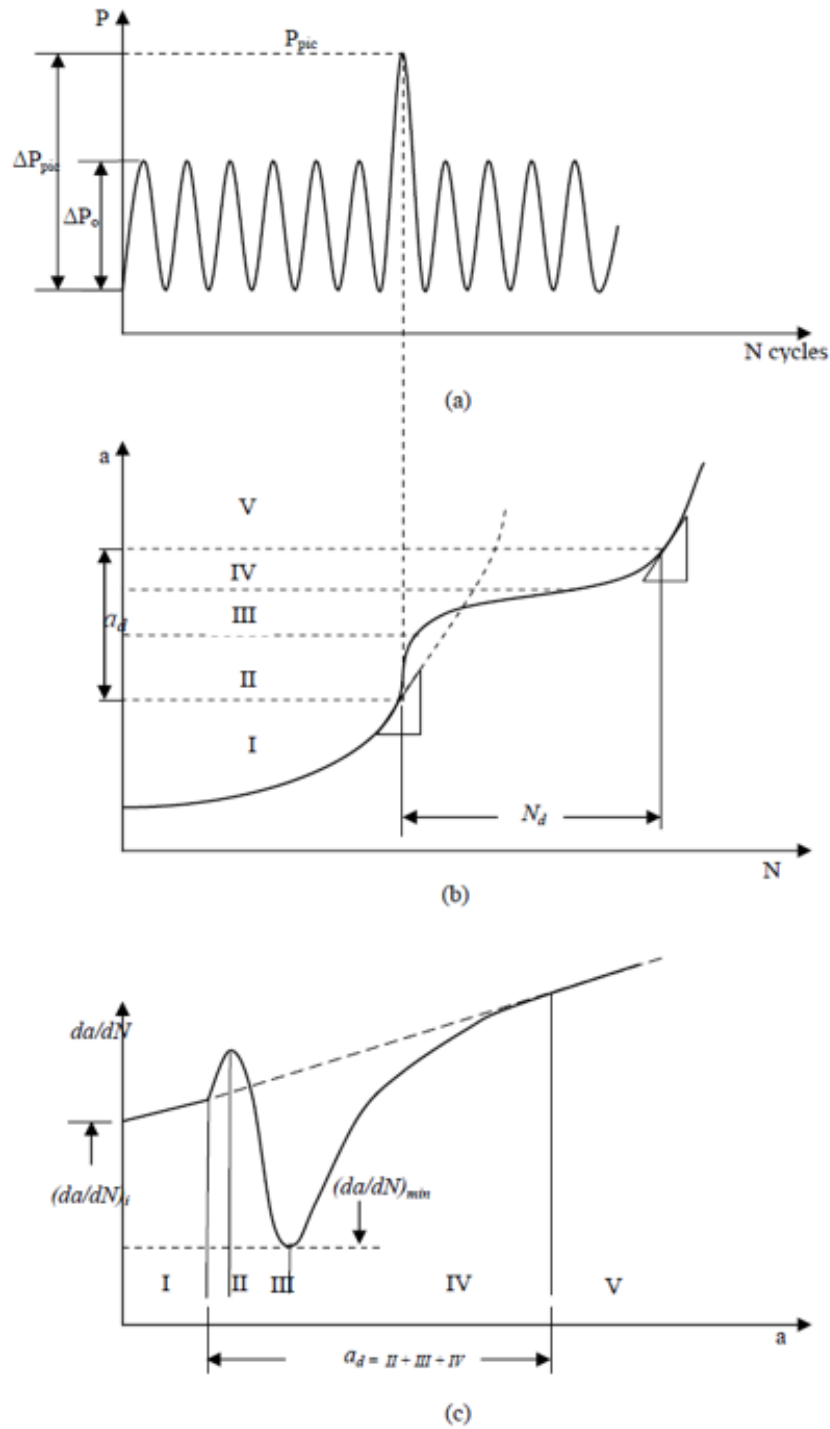 P
P_pic
ΔP_pic
ΔP_o
N cycles
(a)
a
V
IV
III
a_d
II
I
N_d
N
(b)
da/dN
(da/dN)_i
(da/dN)_min
I II III IV V
a
a_d = II + III + IV
(c)